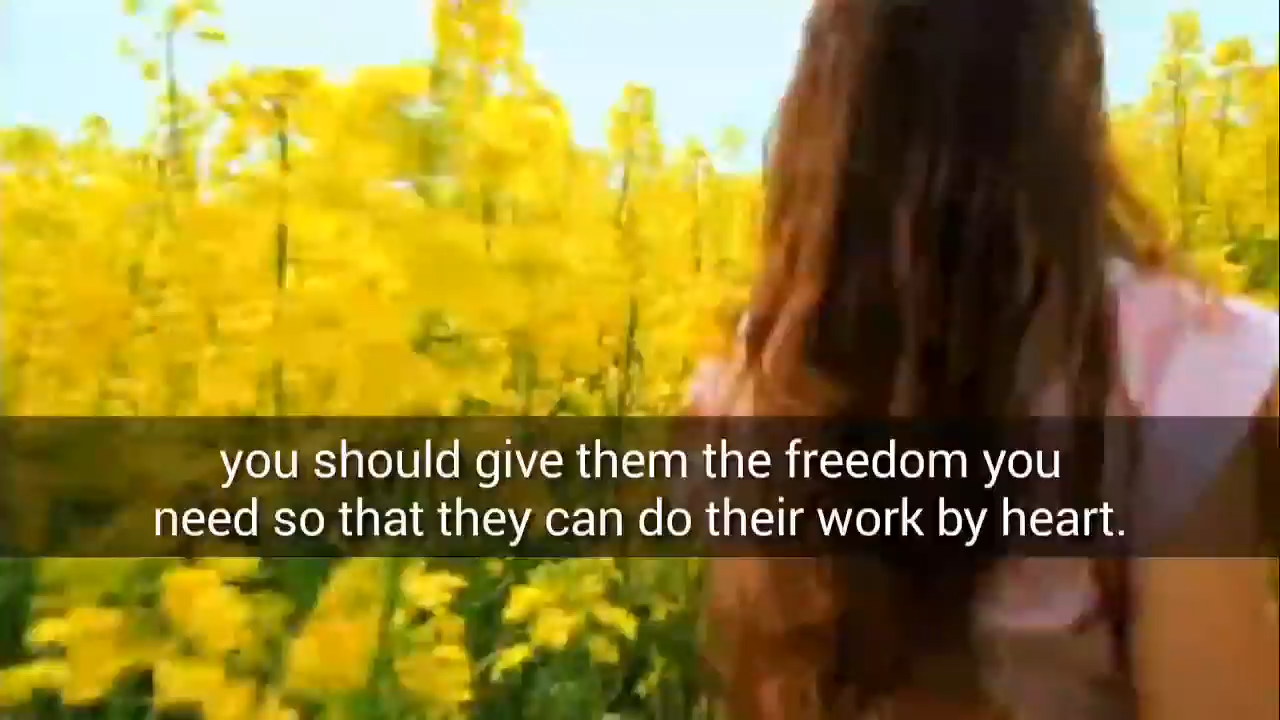 you should give them the freedom you
need so that they can do their work by heart.